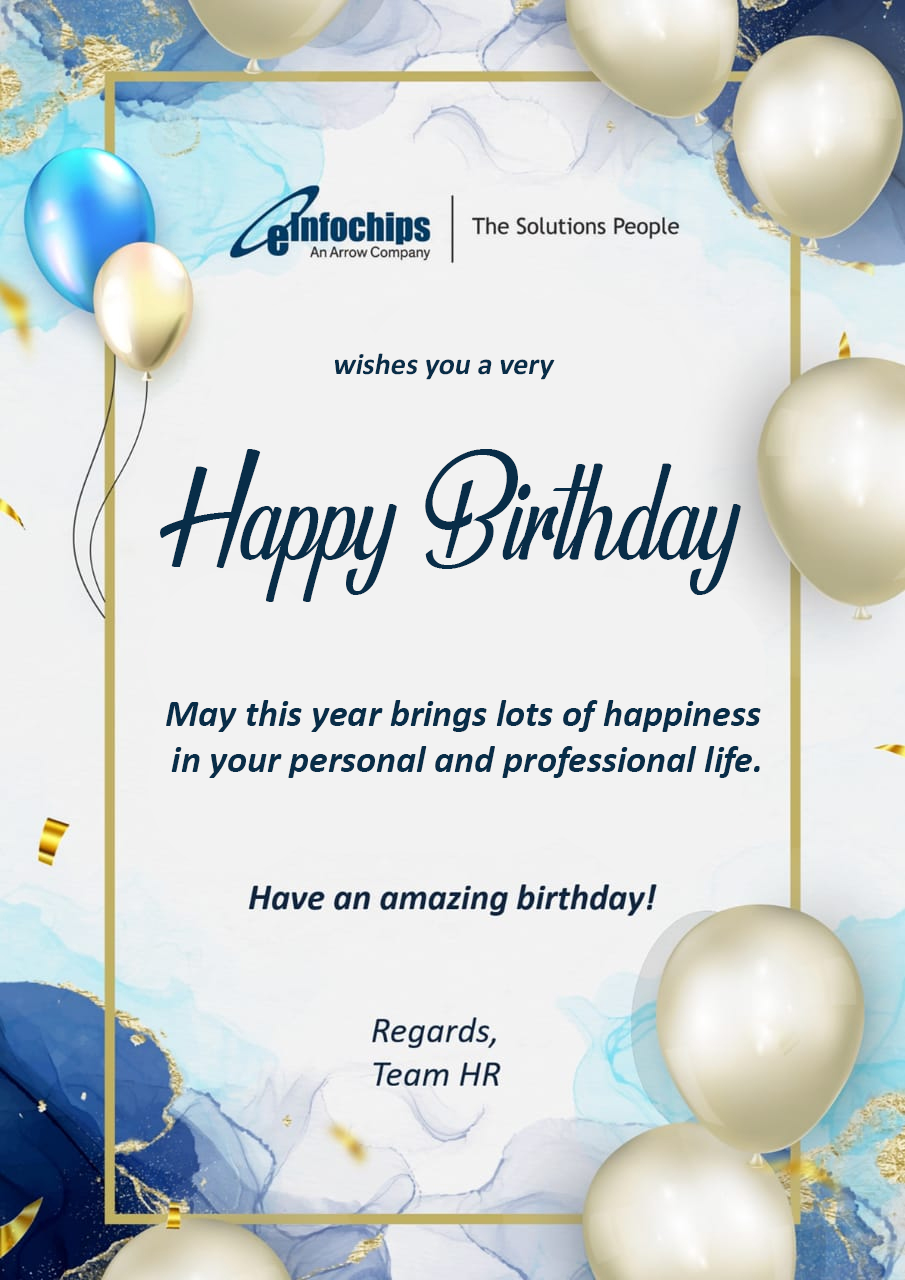 eInfochips
An Arrow Company
The Solutions People
wishes you a very
Happy Birthday
May this year brings lots of happiness
in your personal and professional life.
Have an amazing birthday!
Regards,
Team HR